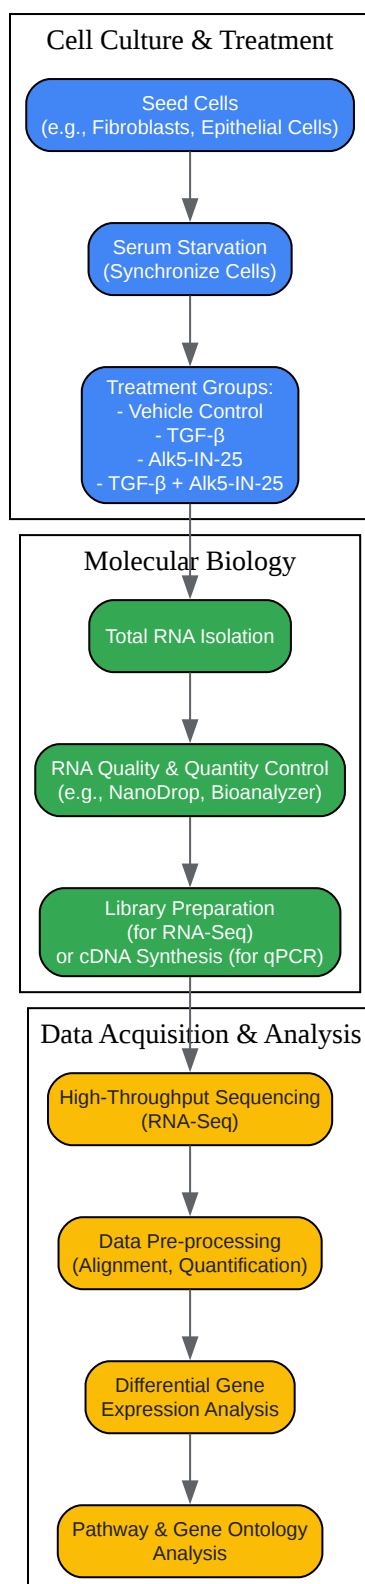 Cell Culture & Treatment
Seed Cells
(e.g., Fibroblasts, Epithelial Cells)
Serum Starvation
(Synchronize Cells)
Treatment Groups:
- Vehicle Control
- TGF-β
- Alk5-IN-25
- TGF-β + Alk5-IN-25
Molecular Biology
Total RNA Isolation
RNA Quality & Quantity Control
(e.g., NanoDrop, Bioanalyzer)
Library Preparation
(for RNA-Seq)
or cDNA Synthesis (for qPCR)
Data Acquisition & Analysis
High-Throughput Sequencing
(RNA-Seq)
Data Pre-processing
(Alignment, Quantification)
Differential Gene
Expression Analysis
Pathway & Gene Ontology
Analysis